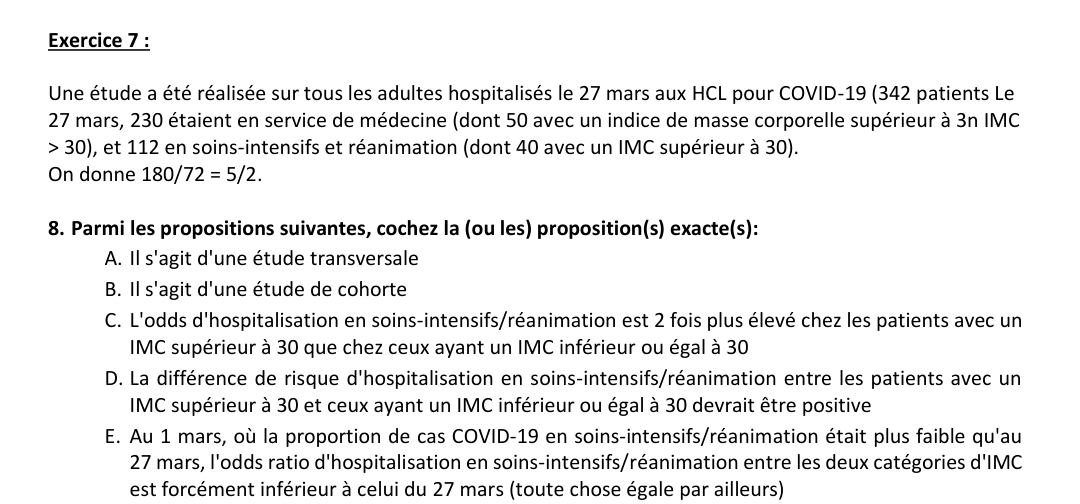 Exercice 7 :
Une étude a été réalisée sur tous les adultes hospitalisés le 27 mars aux HCL pour COVID-19 (342 patients Le
27 mars, 230 étaient en service de médecine (dont 50 avec un indice de masse corporelle supérieur à 3n IMC
> 30), et 112 en soins-intensifs et réanimation (dont 40 avec un IMC supérieur à 30).
On donne 180/72 = 5/2.
8. Parmi les propositions suivantes, cochez la (ou les) proposition(s) exacte(s):
A. Il s'agit d'une étude transversale
B. Il s'agit d'une étude de cohorte
C. L'odds d'hospitalisation en soins-intensifs/réanimation est 2 fois plus élevé chez les patients avec un
IMC supérieur à 30 que chez ceux ayant un IMC inférieur ou égal à 30
D. La différence de risque d'hospitalisation en soins-intensifs/réanimation entre les patients avec un
IMC supérieur à 30 et ceux ayant un IMC inférieur ou égal à 30 devrait être positive
E. Au 1 mars, où la proportion de cas COVID-19 en soins-intensifs/réanimation était plus faible qu'au
27 mars, l'odds ratio d'hospitalisation en soins-intensifs/réanimation entre les deux catégories d'IMC
est forcément inférieur à celui du 27 mars (toute chose égale par ailleurs)